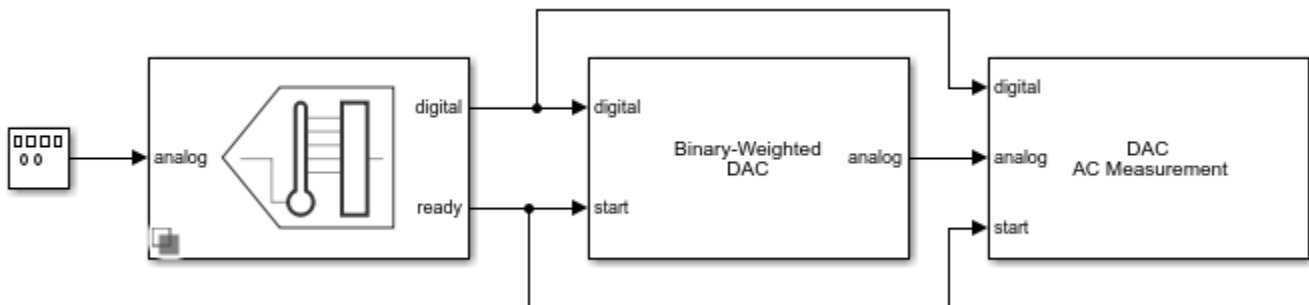 digital
digital
digital
analog
Binary-Weighted
DAC
analog
analog
DAC
AC Measurement
ready
start
start